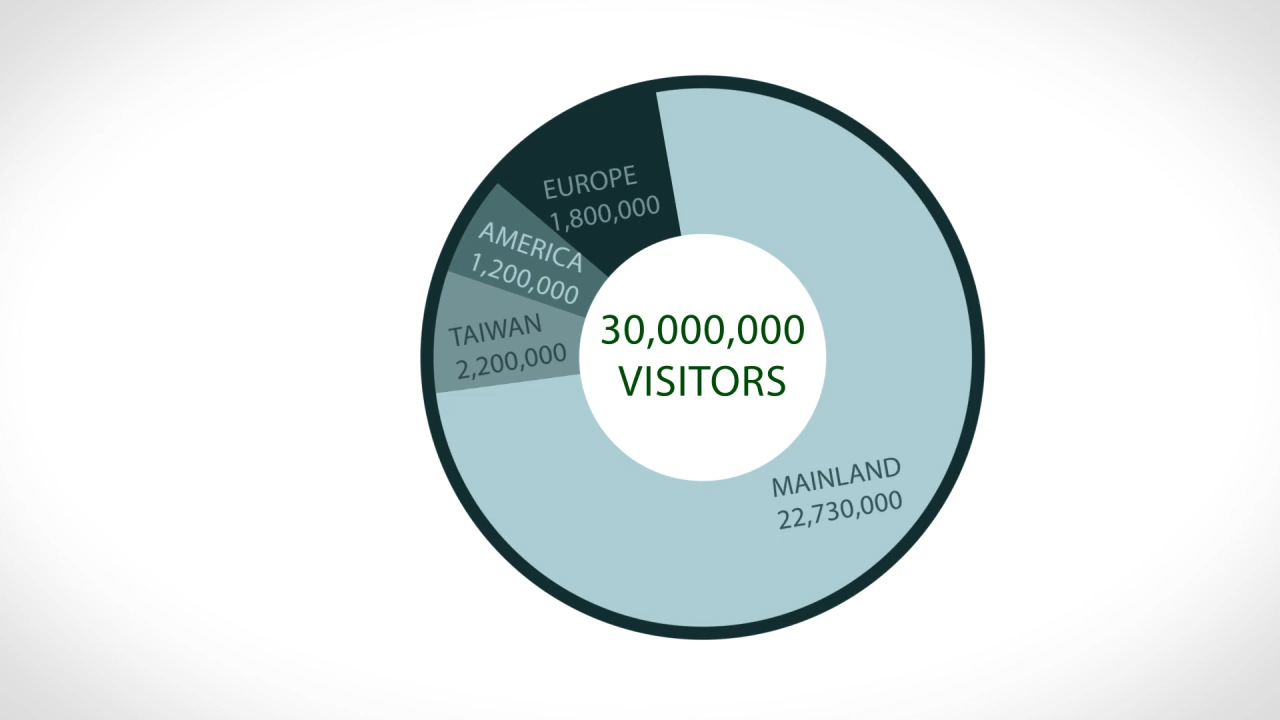 EUROPE
1,800,000
AMERICA
1,200,000
TAIWAN
2,200,000
30,000,000
VISITORS
MAINLAND
22,730,000